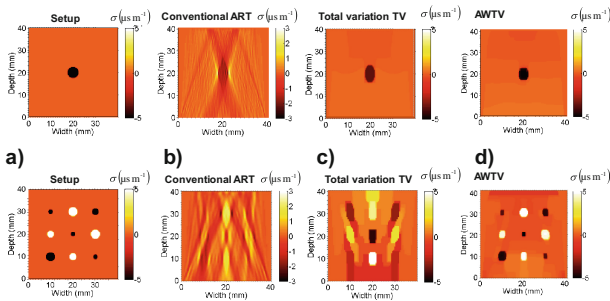 Setup
σ(μs m⁻¹)
Conventional ART
σ(μs m⁻¹)
Total variation TV
σ(μs m⁻¹)
AWTV
σ(μs m⁻¹)
Depth (mm)
40
30
20
10
0
0 10 20 30
Width (mm)
5
0
-5
Depth (mm)
40
30
20
10
0
0 20 40
Width (mm)
3
2
1
0
-1
-2
-3
Depth (mm)
40
30
20
10
0
0 10 20 30
Width (mm)
5
0
-5
Depth (mm)
40
30
20
10
0
0 20 40
Width (mm)
5
0
-5
a)
b)
c)
d)
Setup
σ(μs m⁻¹)
Conventional ART
σ(μs m⁻¹)
Total variation TV
σ(μs m⁻¹)
AWTV
σ(μs m⁻¹)
Depth (mm)
40
30
20
10
0
0 10 20 30
Width (mm)
5
0
-5
Depth (mm)
40
30
20
10
0
0 20 40
Width (mm)
3
2
1
0
-1
-2
-3
Depth (mm)
40
30
20
10
0
0 10 20 30
Width (mm)
5
0
-5
Depth (mm)
40
30
20
10
0
0 20 40
Width (mm)
5
0
-5